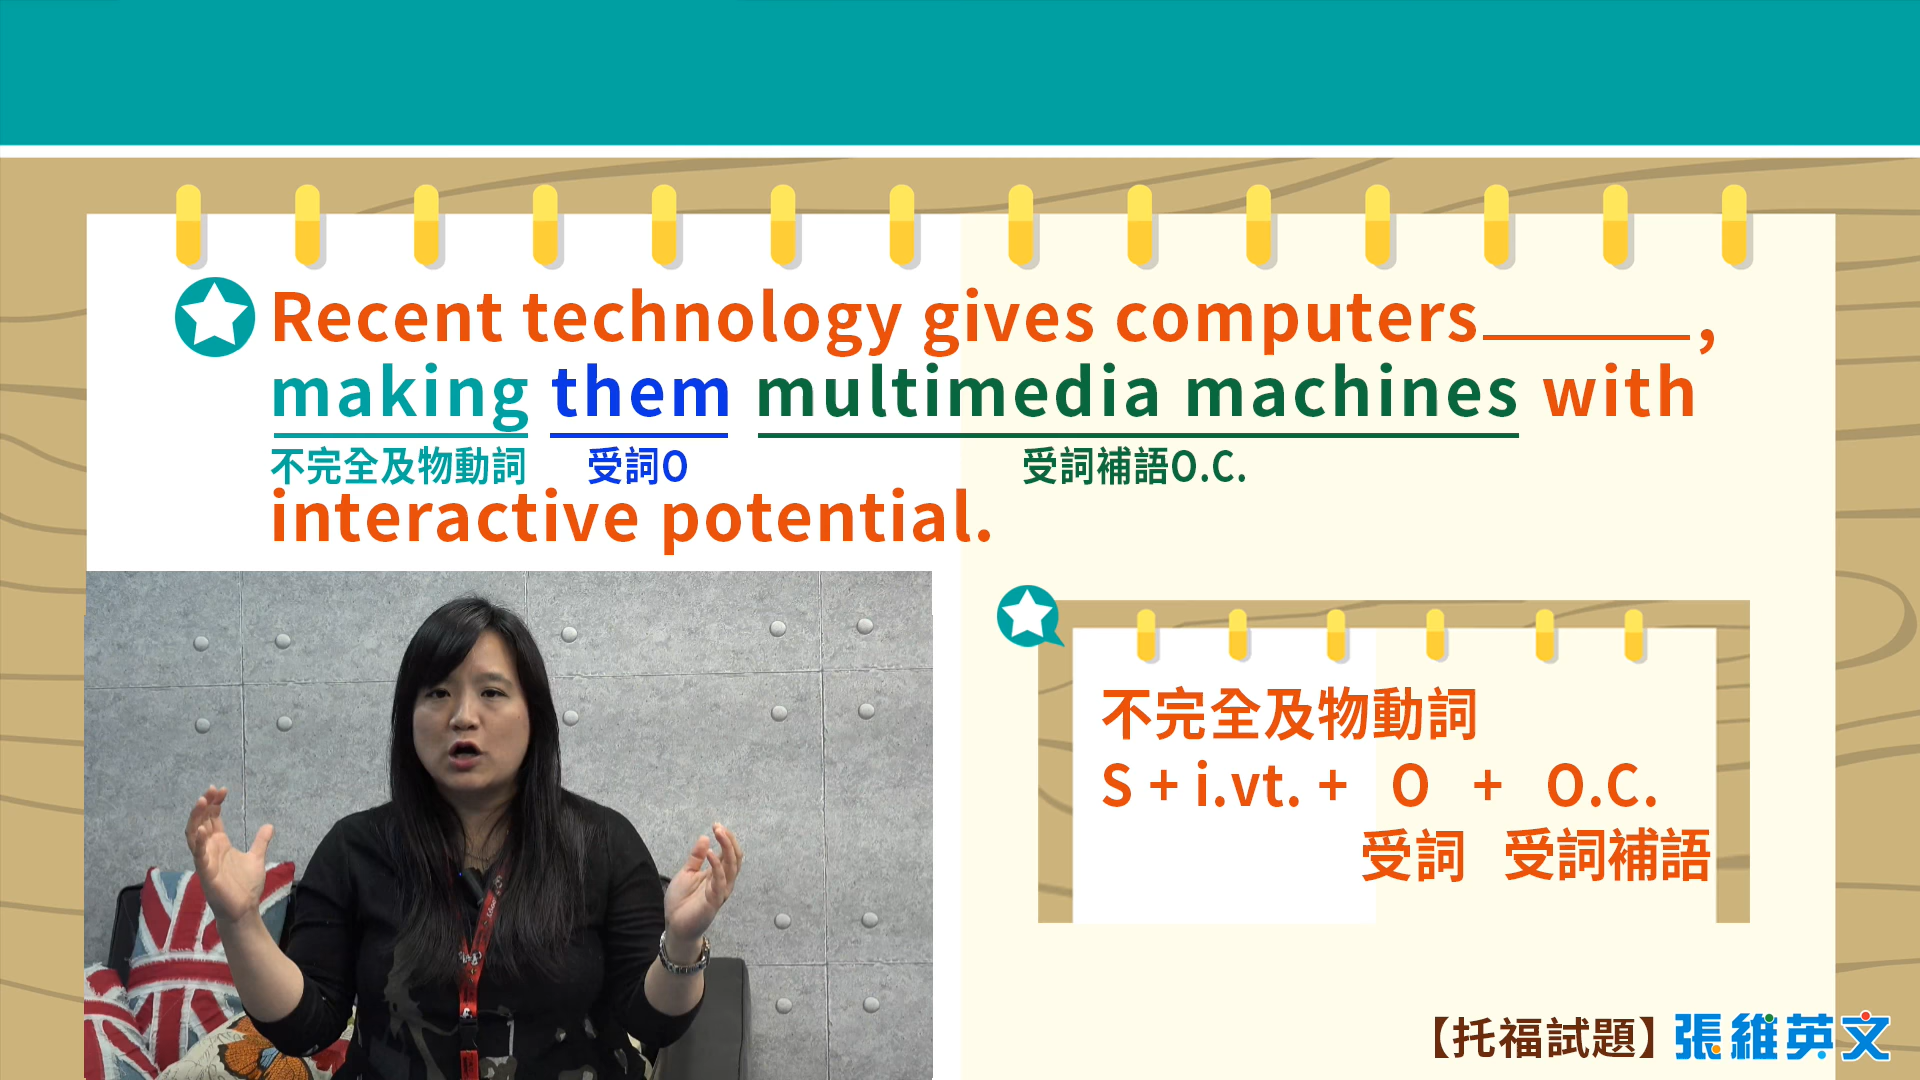 Recent technology gives computers______,
making them multimedia machines with
不完全及物動詞 受詞O 受詞補語O.C.
interactive potential.
不完全及物動詞
S + i.vt. + O + O.C.
受詞 受詞補語
【托福試題】張維英文